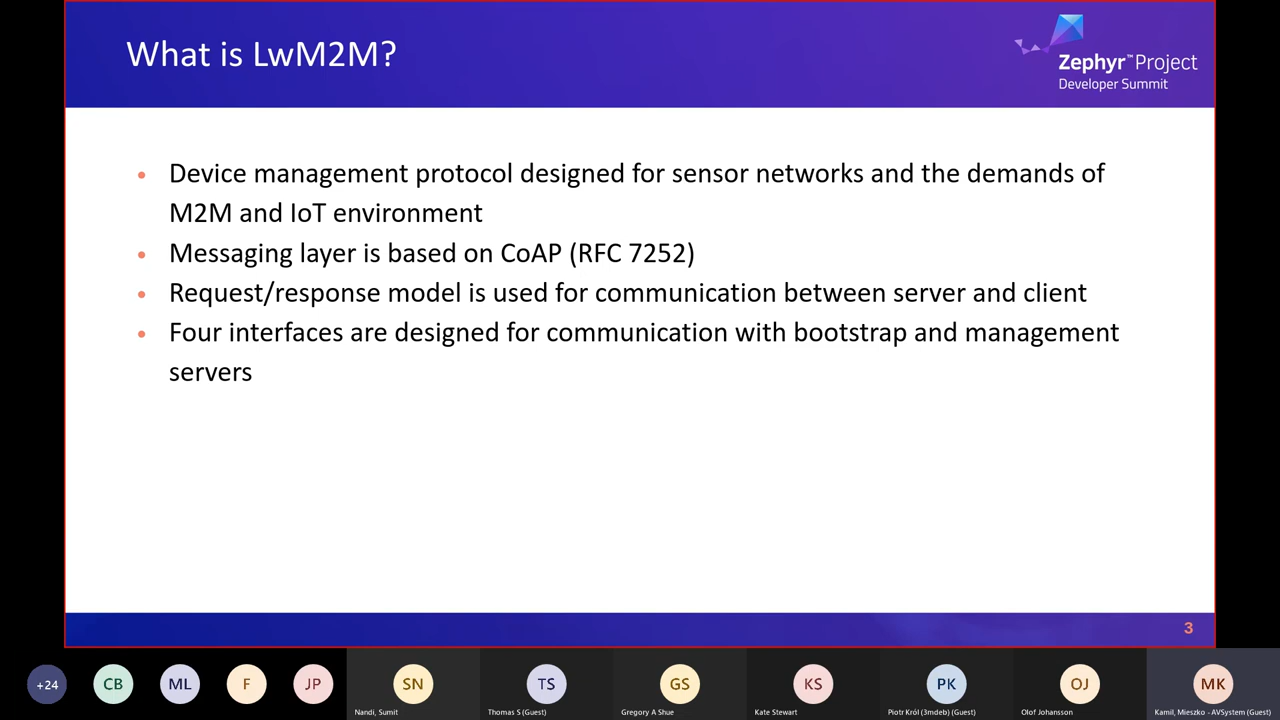 What is LwM2M?
Zephyr™Project
Developer Summit
• Device management protocol designed for sensor networks and the demands of
M2M and IoT environment
• Messaging layer is based on CoAP (RFC 7252)
• Request/response model is used for communication between server and client
• Four interfaces are designed for communication with bootstrap and management
servers
3
+24
CB
ML
F
JP
SN
TS
GS
KS
PK
OJ
MK
Nandi, Sumit
Thomas S (Guest)
Gregory A Shue
Kate Stewart
Piotr Król (3mdeb) (Guest)
Olof Johansson
Kamil, Mieszko - AVSystem (Guest)